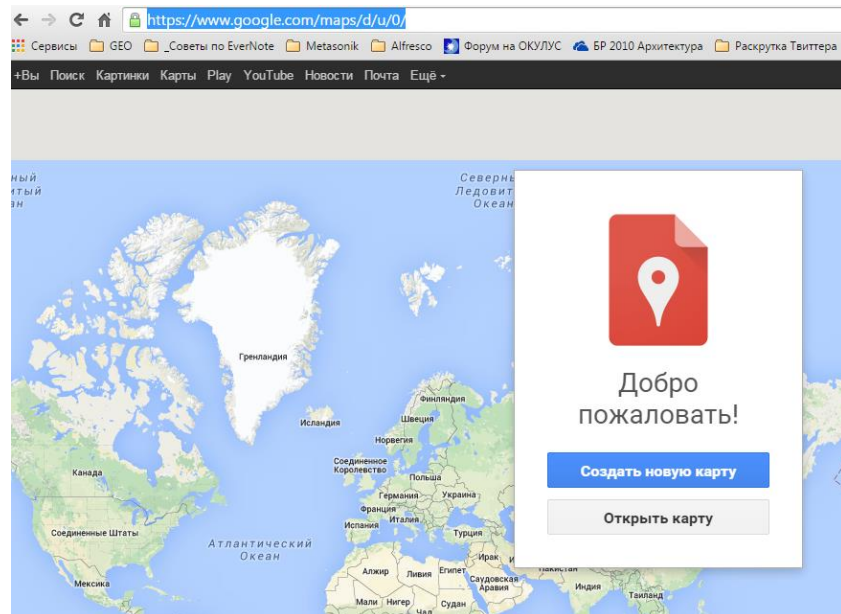 https://www.google.com/maps/d/u/0/
Сервисы GEO _Советы по EverNote Metasonik Alfresco Форум на ОКУЛУС БР 2010 Архитектура Раскрутка Твиттера
+Вы Поиск Картинки Карты Play YouTube Новости Почта Ещё
Ледовит
Океан
Гренландия
Добро
пожаловать!
Финляндия
Исландия
Швеция
Норвегия
Соединенное
Королевство
Канада
Польша
Создать новую карту
Германия
Украина
Франция
Испания
Италия
Турция
Открыть карту
Соединенные Штаты
Атлантический
Океан
Ирак
Пакистан
Алжир
Ливия
Египет
Саудовская
Аравия
Индия
Таиланд
Мексика
Мали
Нигер
Чад
Судан